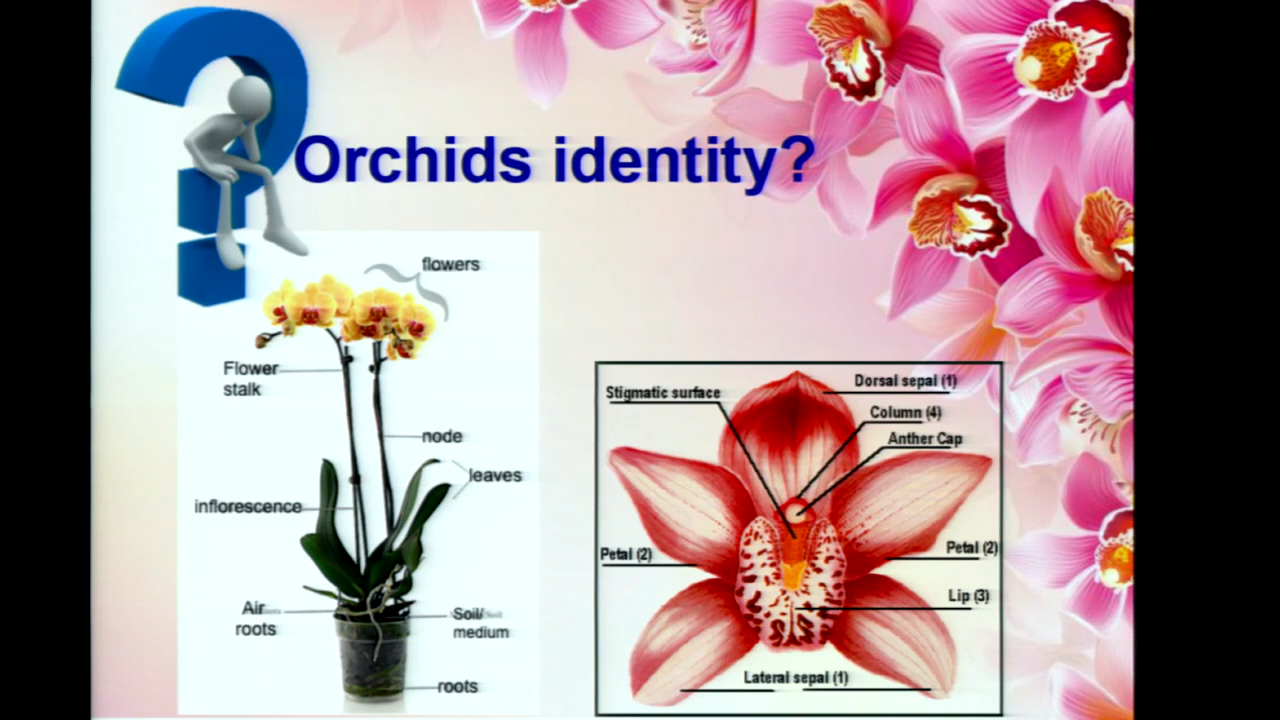 Orchids identity?
flowers
Flower
stalk
node
leaves
inflorescence
Air
roots
Soil/
medium
roots
Stigmatic surface
Dorsal sepal (1)
Column (4)
Anther Cap
Petal (2)
Petal (2)
Lip (3)
Lateral sepal (1)